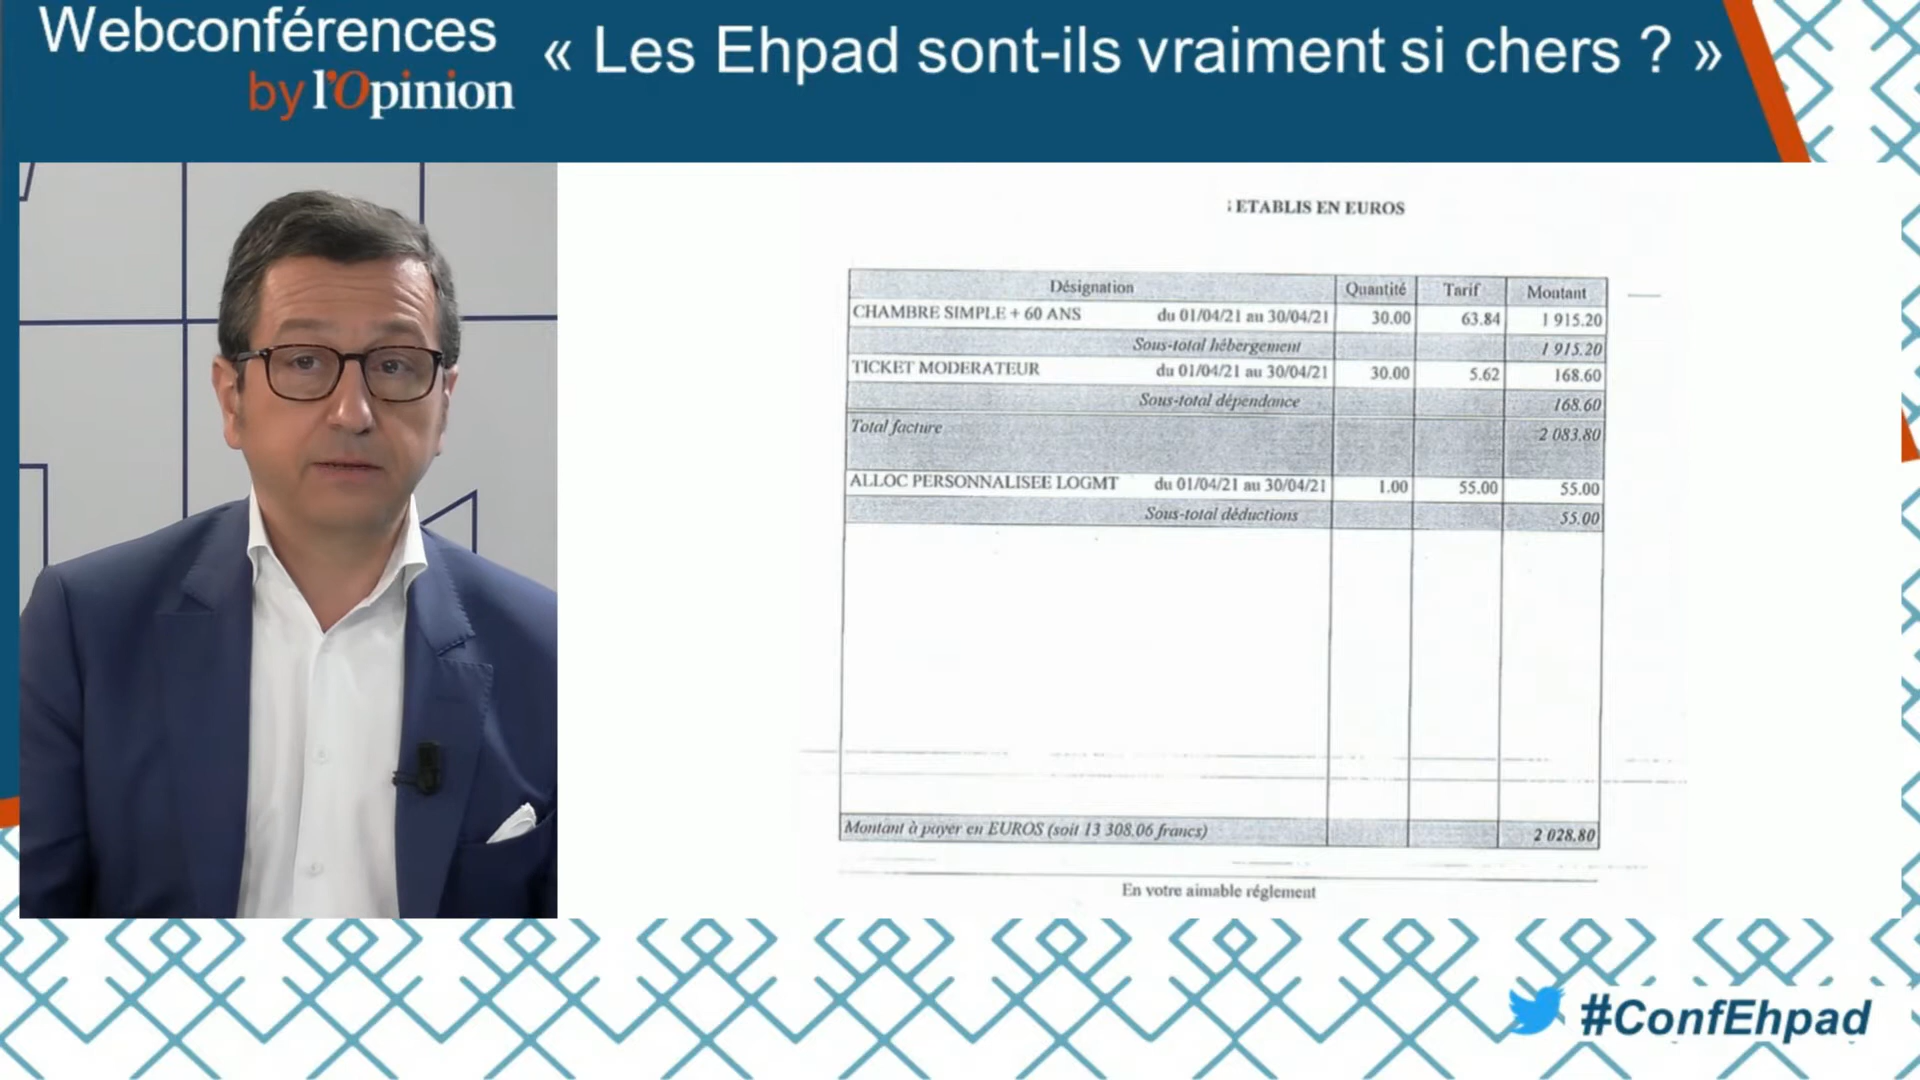 Webconférences
by l'Opinion
« Les Ehpad sont-ils vraiment si chers ? »
ETABLIS EN EUROS
Désignation Quantité Tarif Montant
CHAMBRE SIMPLE + 60 ANS du 01/04/21 au 30/04/21 30.00 63.84 1 915.20
Sous-total hébergement 1 915.20
TICKET MODERATEUR du 01/04/21 au 30/04/21 30.00 5.62 168.60
Sous-total dépendance 168.60
Total facture 2 083.80
ALLOC PERSONNALISEE LOGMT du 01/04/21 au 30/04/21 1.00 55.00 55.00
Sous-total déductions 55.00
Montant à payer en EUROS (soit 13 308.06 francs) 2 028.80
En votre aimable réglement
#ConfEhpad